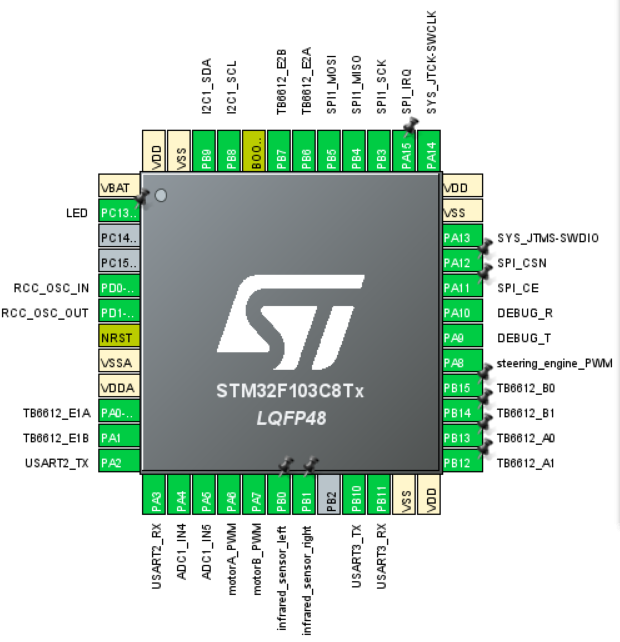 I2C1_SDA
I2C1_SCL
TB6612_E2B
TB6612_E2A
SPI1_MOSI
SPI1_MISO
SPI1_SCK
SPI_IRQ
SYS_JTCK-SWCLK
VDD
VSS
PB9
PB8
BOO..
PB7
PB6
PB5
PB4
PB3
PA15
PA14
VBAT
LED PC13..
PC14..
PC15..
RCC_OSC_IN PD0-..
RCC_OSC_OUT PD1-..
NRST
VSSA
VDDA
TB6612_E1A PA0-..
TB6612_E1B PA1
USART2_TX PA2
ST
STM32F103C8Tx
LQFP48
VDD
VSS
PA13 SYS_JTMS-SWDIO
PA12 SPI_CSN
PA11 SPI_CE
PA10 DEBUG_R
PA9 DEBUG_T
PA8 steering_engine_PWM
PB15 TB6612_B0
PB14 TB6612_B1
PB13 TB6612_A0
PB12 TB6612_A1
PA3
PA4
PA5
PA6
PA7
PB0
PB1
PB2
PB10
PB11
VSS
VDD
USART2_RX
ADC1_IN4
ADC1_IN5
motorA_PWM
motorB_PWM
infrared_sensor_left
infrared_sensor_right
USART3_TX
USART3_RX